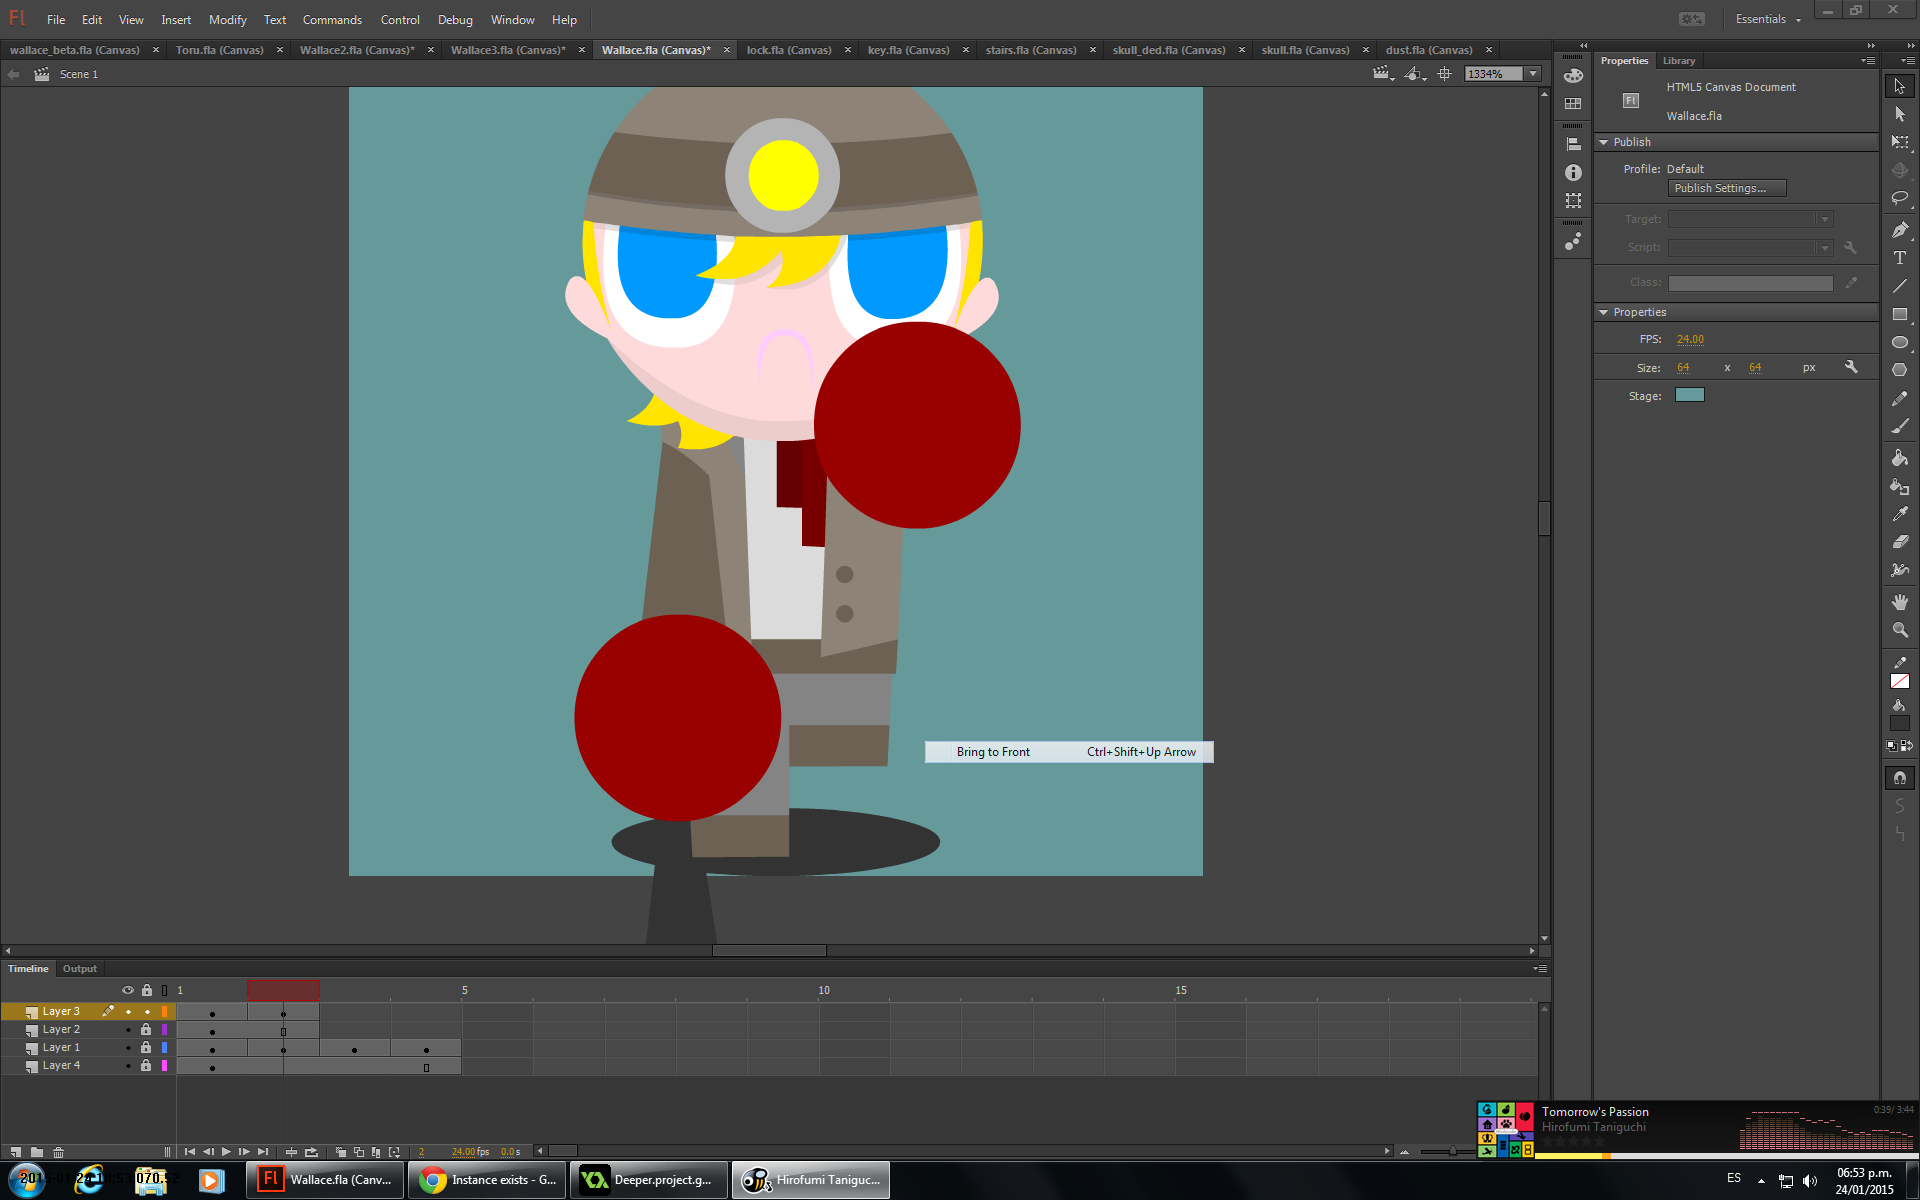 Fl File Edit View Insert Modify Text Commands Control Debug Window Help Essentials
wallace_beta.fla (Canvas) Toru.fla (Canvas) Wallace2.fla (Canvas)* Wallace3.fla (Canvas)* Wallace.fla (Canvas)* lock.fla (Canvas) key.fla (Canvas) stairs.fla (Canvas) skull_ded.fla (Canvas) skull.fla (Canvas) dust.fla (Canvas)
Scene 1 1334%
Properties Library
HTML5 Canvas Document
Fl
Wallace.fla
Publish
Profile: Default
Publish Settings...
Target:
Script:
Class:
Properties
FPS: 24.00
Size: 64 x 64 px
Stage:
Bring to Front Ctrl+Shift+Up Arrow
Timeline Output
1 5 10 15
Layer 3
Layer 2
Layer 1
Layer 4
2 24.00 fps 0.0 s
Tomorrow's Passion 0:39/ 3:44
Hirofumi Taniguchi
Fl Wallace.fla (Canv... Instance exists - G... Deeper.project.g... Hirofumi Taniguc...
ES 06:53 p.m.
24/01/2015